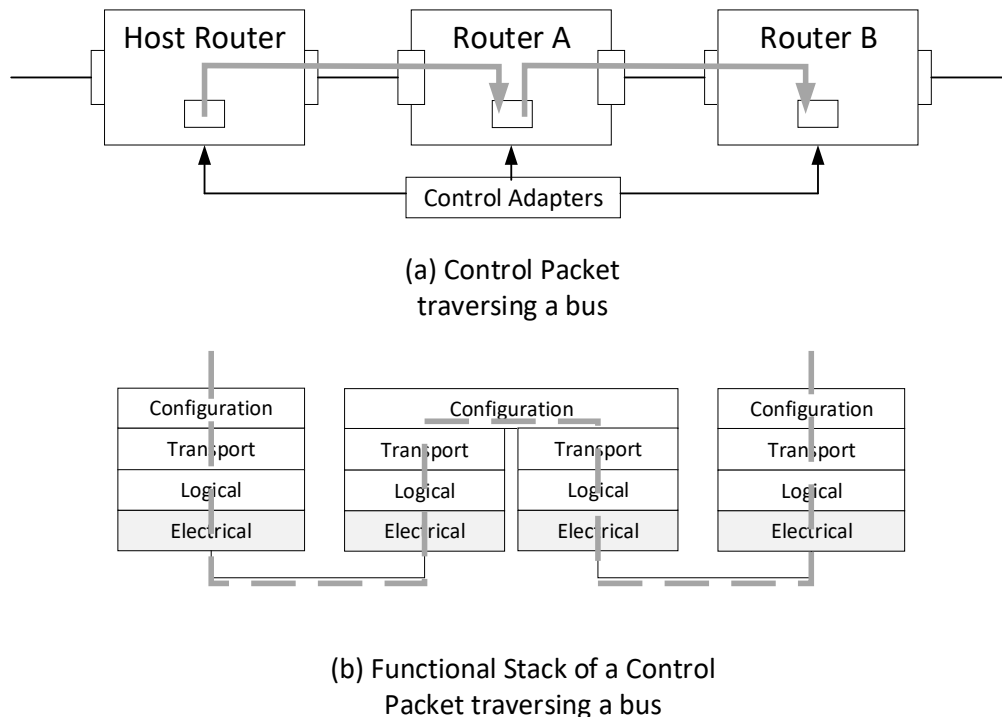 Host Router
Router A
Router B
Control Adapters
(a) Control Packet
traversing a bus
Configuration
Configuration
Configuration
Transport
Transport
Transport
Transport
Logical
Logical
Logical
Logical
Electrical
Electrical
Electrical
Electrical
(b) Functional Stack of a Control
Packet traversing a bus